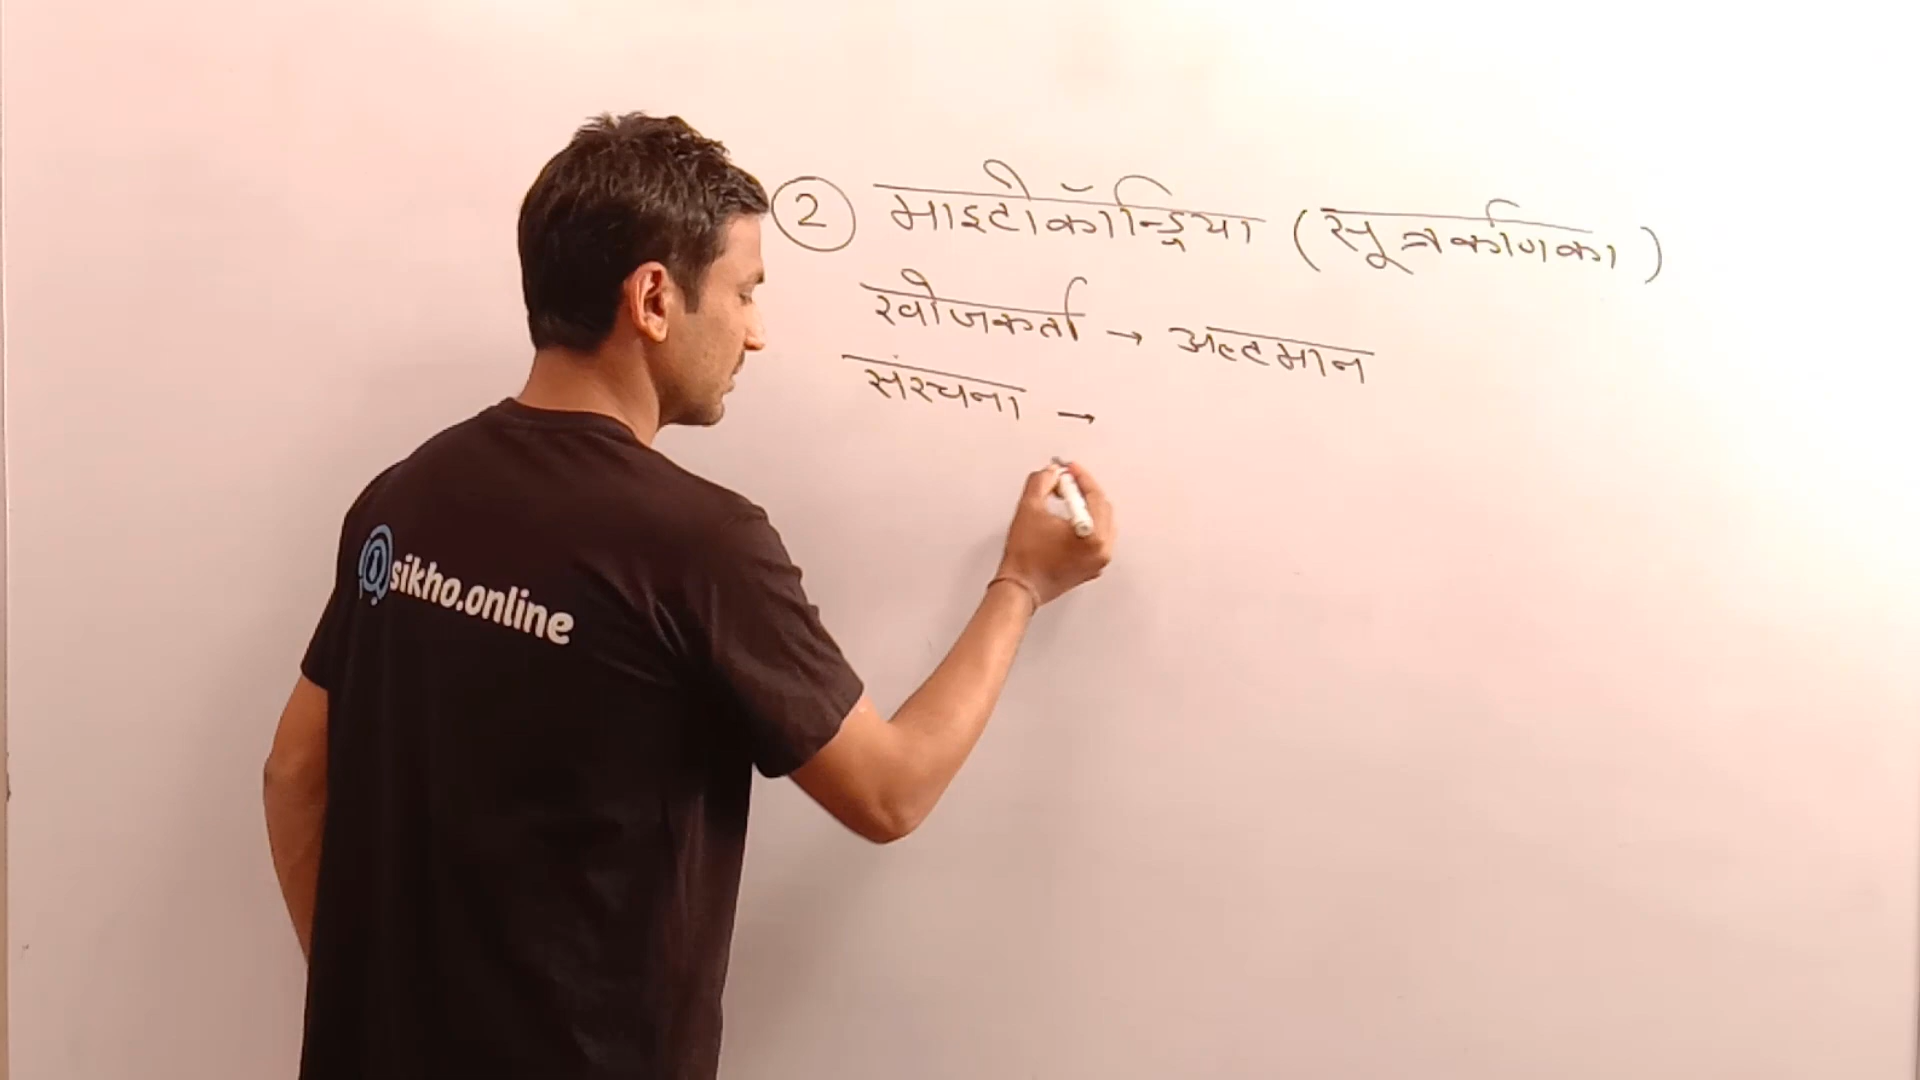 2 माइटोकॉन्ड्रिया (सूत्रकणिका)
खोजकर्ता → अल्टमान
संरचना →
sikho.online